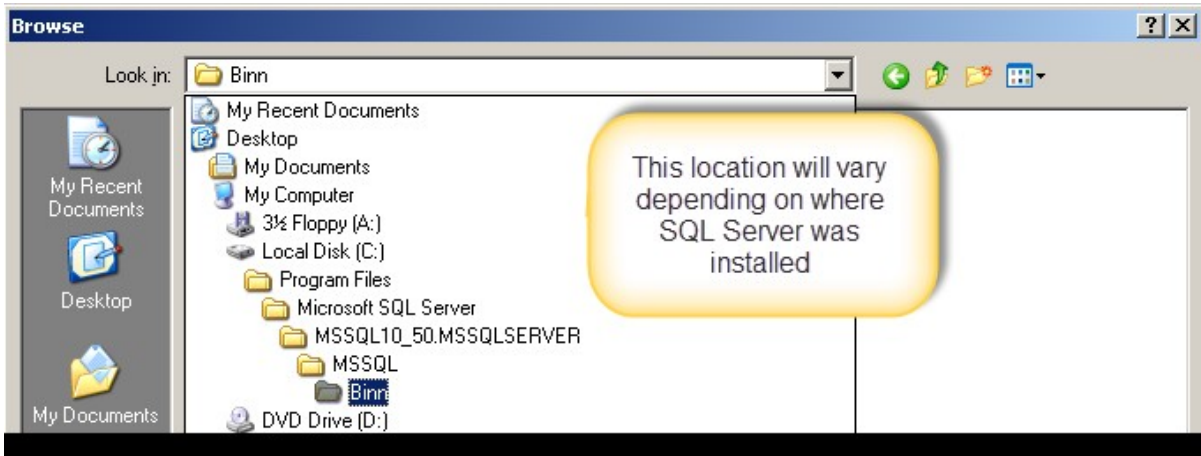 Browse
Look in: Binn
My Recent Documents
Desktop
My Documents
My Computer
3½ Floppy (A:)
Local Disk (C:)
Program Files
Microsoft SQL Server
MSSQL10_50.MSSQLSERVER
MSSQL
Binn
DVD Drive (D:)
My Recent
Documents
Desktop
My Documents
This location will vary
depending on where
SQL Server was
installed